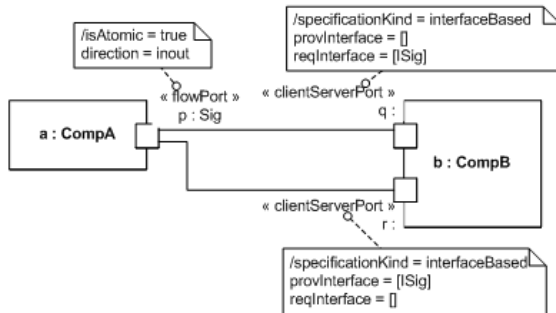 /isAtomic = true
direction = inout
/specificationKind = interfaceBased
provInterface = []
reqInterface = [ISig]
« flowPort »
p : Sig
« clientServerPort »
q :
a : CompA
b : CompB
« clientServerPort »
r :
/specificationKind = interfaceBased
provInterface = [ISig]
reqInterface = []